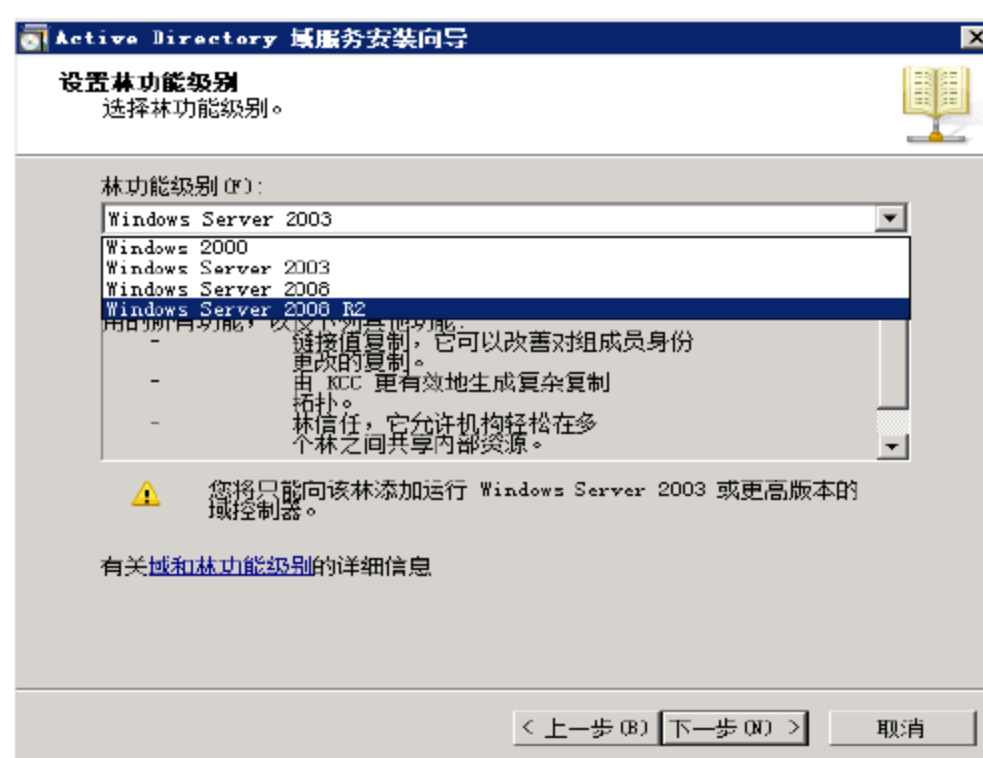 Active Directory 域服务安装向导
设置林功能级别
选择林功能级别。
林功能级别(F):
Windows Server 2003
Windows 2000
Windows Server 2003
Windows Server 2008
Windows Server 2008 R2
用的所有功能，以及下列其他功能:
- 链接值复制，它可以改善对组成员身份
更改的复制。
- 由 KCC 更有效地生成复杂复制
拓扑。
- 林信任，它允许机构轻松在多
个林之间共享内部资源。
您将只能向该林添加运行 Windows Server 2003 或更高版本的
域控制器。
有关域和林功能级别的详细信息
< 上一步(B) 下一步(N) > 取消